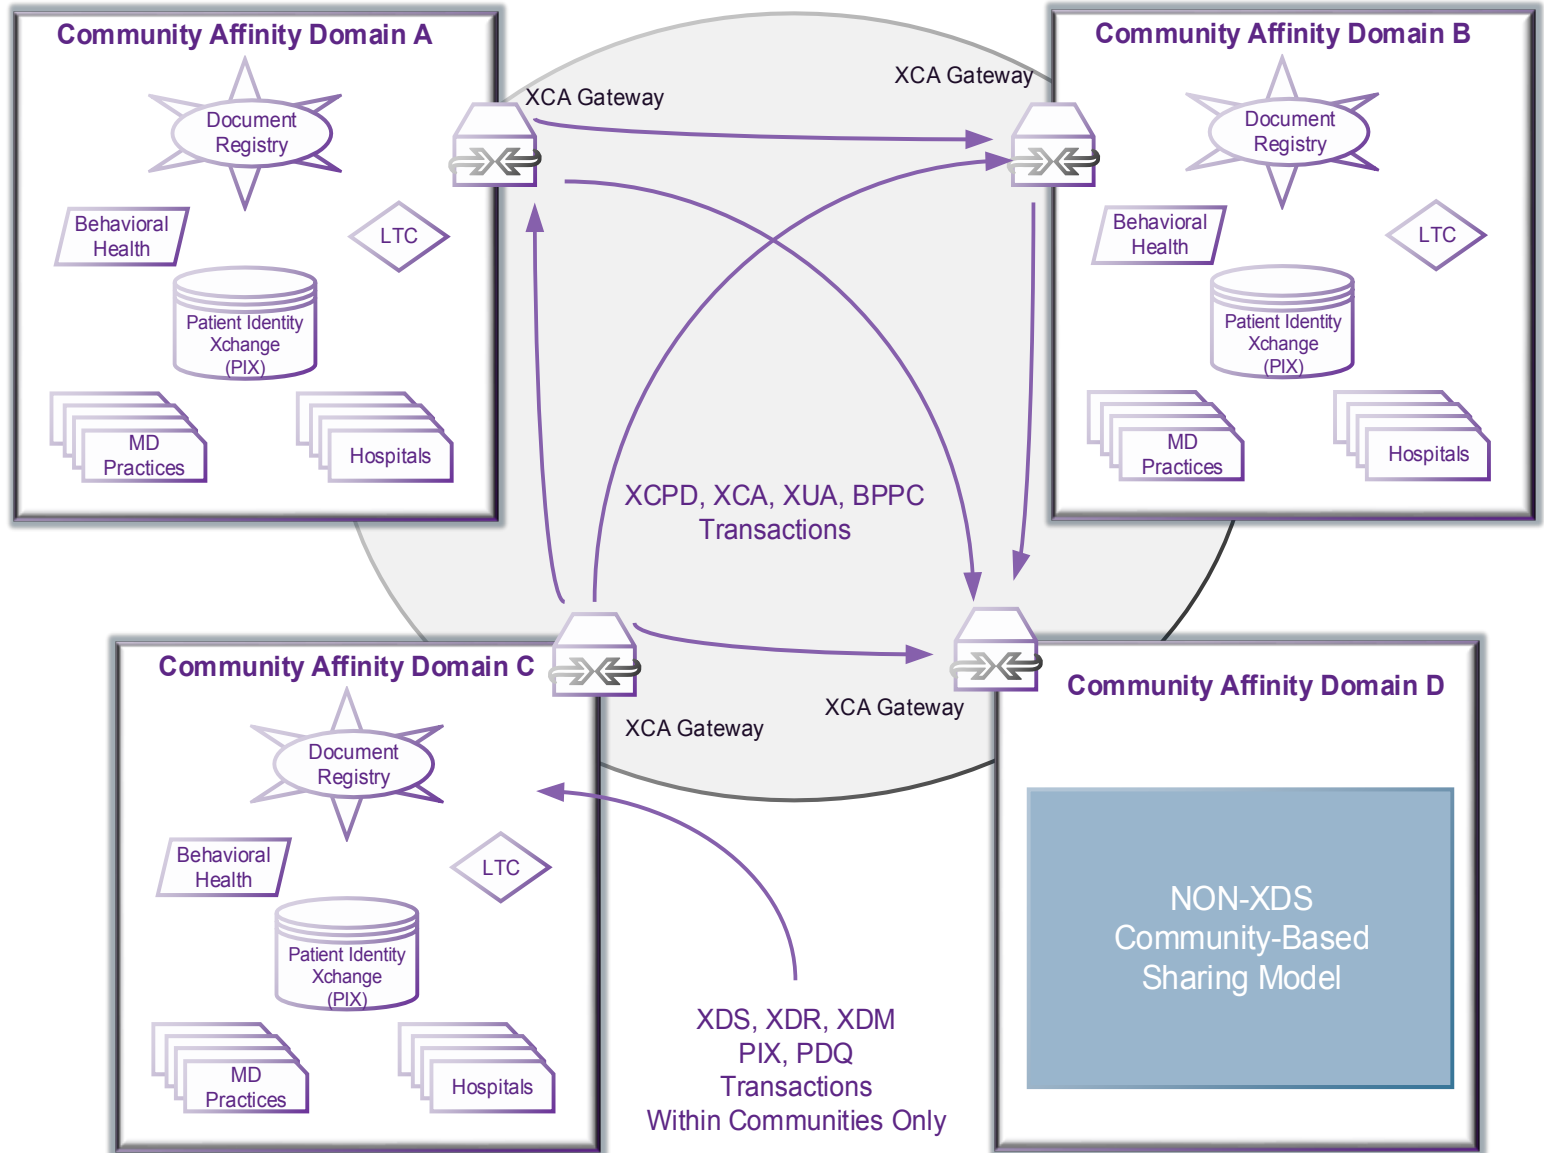 Community Affinity Domain A
Document
Registry
Behavioral
Health
LTC
Patient Identity
Xchange
(PIX)
MD
Practices
Hospitals
XCA Gateway
XCA Gateway
Community Affinity Domain B
Document
Registry
Behavioral
Health
LTC
Patient Identity
Xchange
(PIX)
MD
Practices
Hospitals
XCPD, XCA, XUA, BPPC
Transactions
Community Affinity Domain C
Document
Registry
Behavioral
Health
LTC
Patient Identity
Xchange
(PIX)
MD
Practices
Hospitals
XCA Gateway
XCA Gateway
XDS, XDR, XDM
PIX, PDQ
Transactions
Within Communities Only
Community Affinity Domain D
NON-XDS
Community-Based
Sharing Model